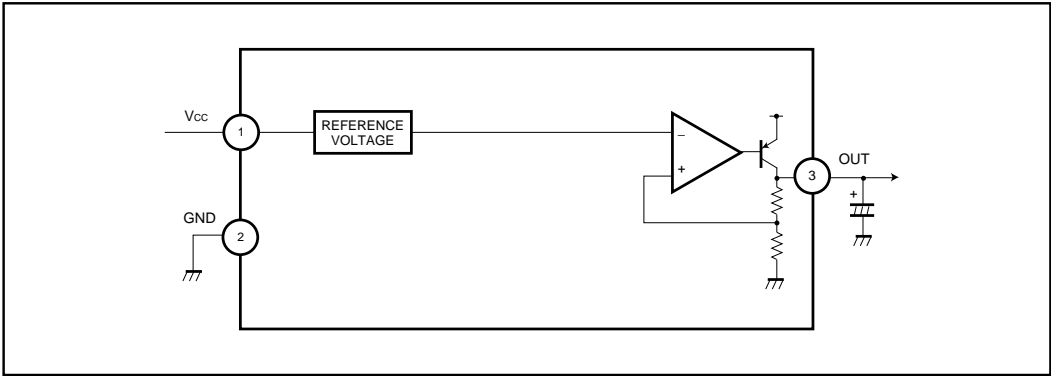 Vcc
1
REFERENCE
VOLTAGE
–
+
3
OUT
+
GND
2